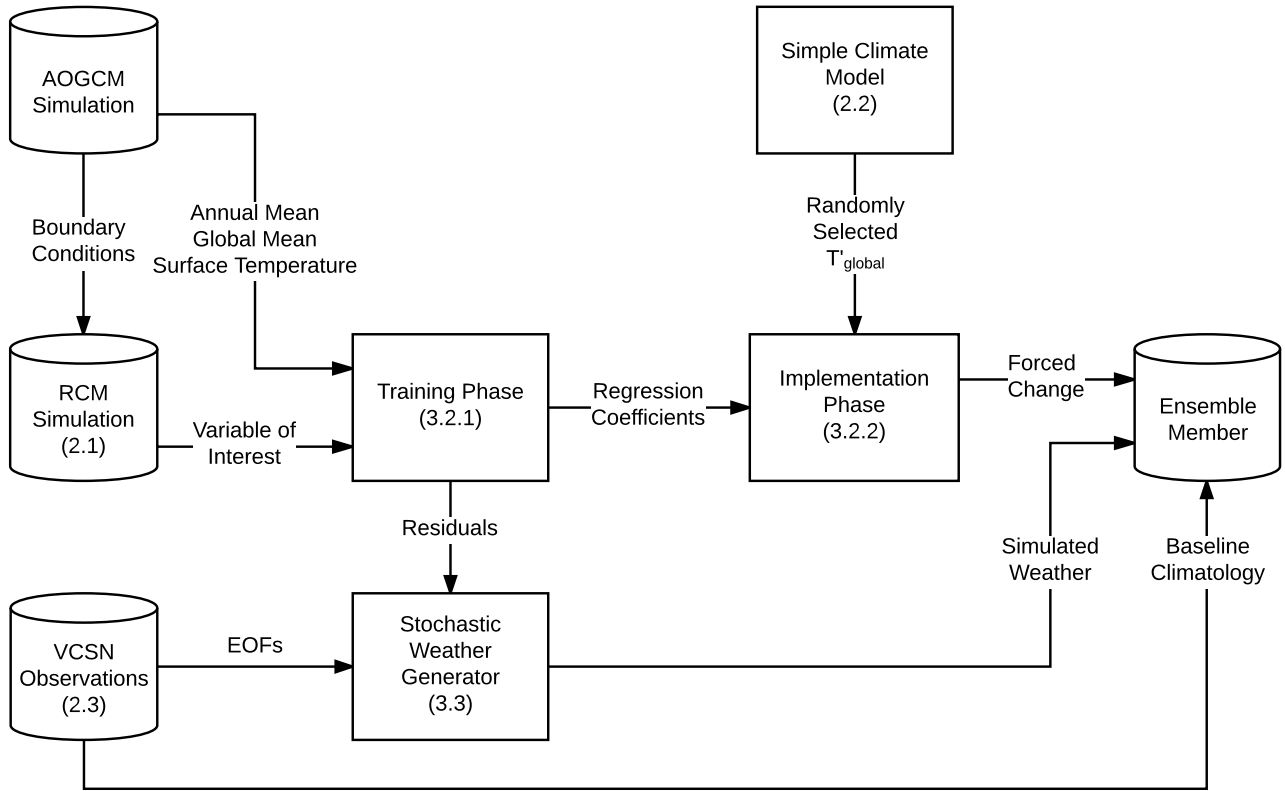 AOGCM
Simulation
Simple Climate
Model
(2.2)
Boundary
Conditions
Annual Mean
Global Mean
Surface Temperature
Randomly
Selected
T'global
RCM
Simulation
(2.1)
Variable of
Interest
Training Phase
(3.2.1)
Regression
Coefficients
Implementation
Phase
(3.2.2)
Forced
Change
Ensemble
Member
Residuals
Simulated
Weather
Baseline
Climatology
VCSN
Observations
(2.3)
EOFs
Stochastic
Weather
Generator
(3.3)